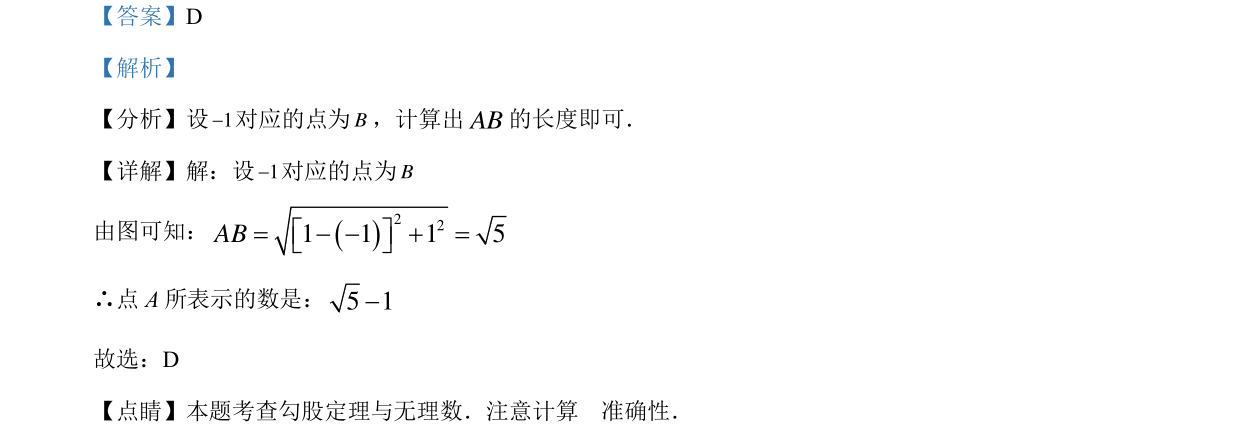 【答案】D
【解析】
【分析】设−1对应的点为B，计算出AB的长度即可．
【详解】解：设−1对应的点为B
由图可知：AB=√([1−(−1)]²+1²)=√5
∴点A所表示的数是：√5−1
故选：D
【点睛】本题考查勾股定理与无理数．注意计算　准确性．